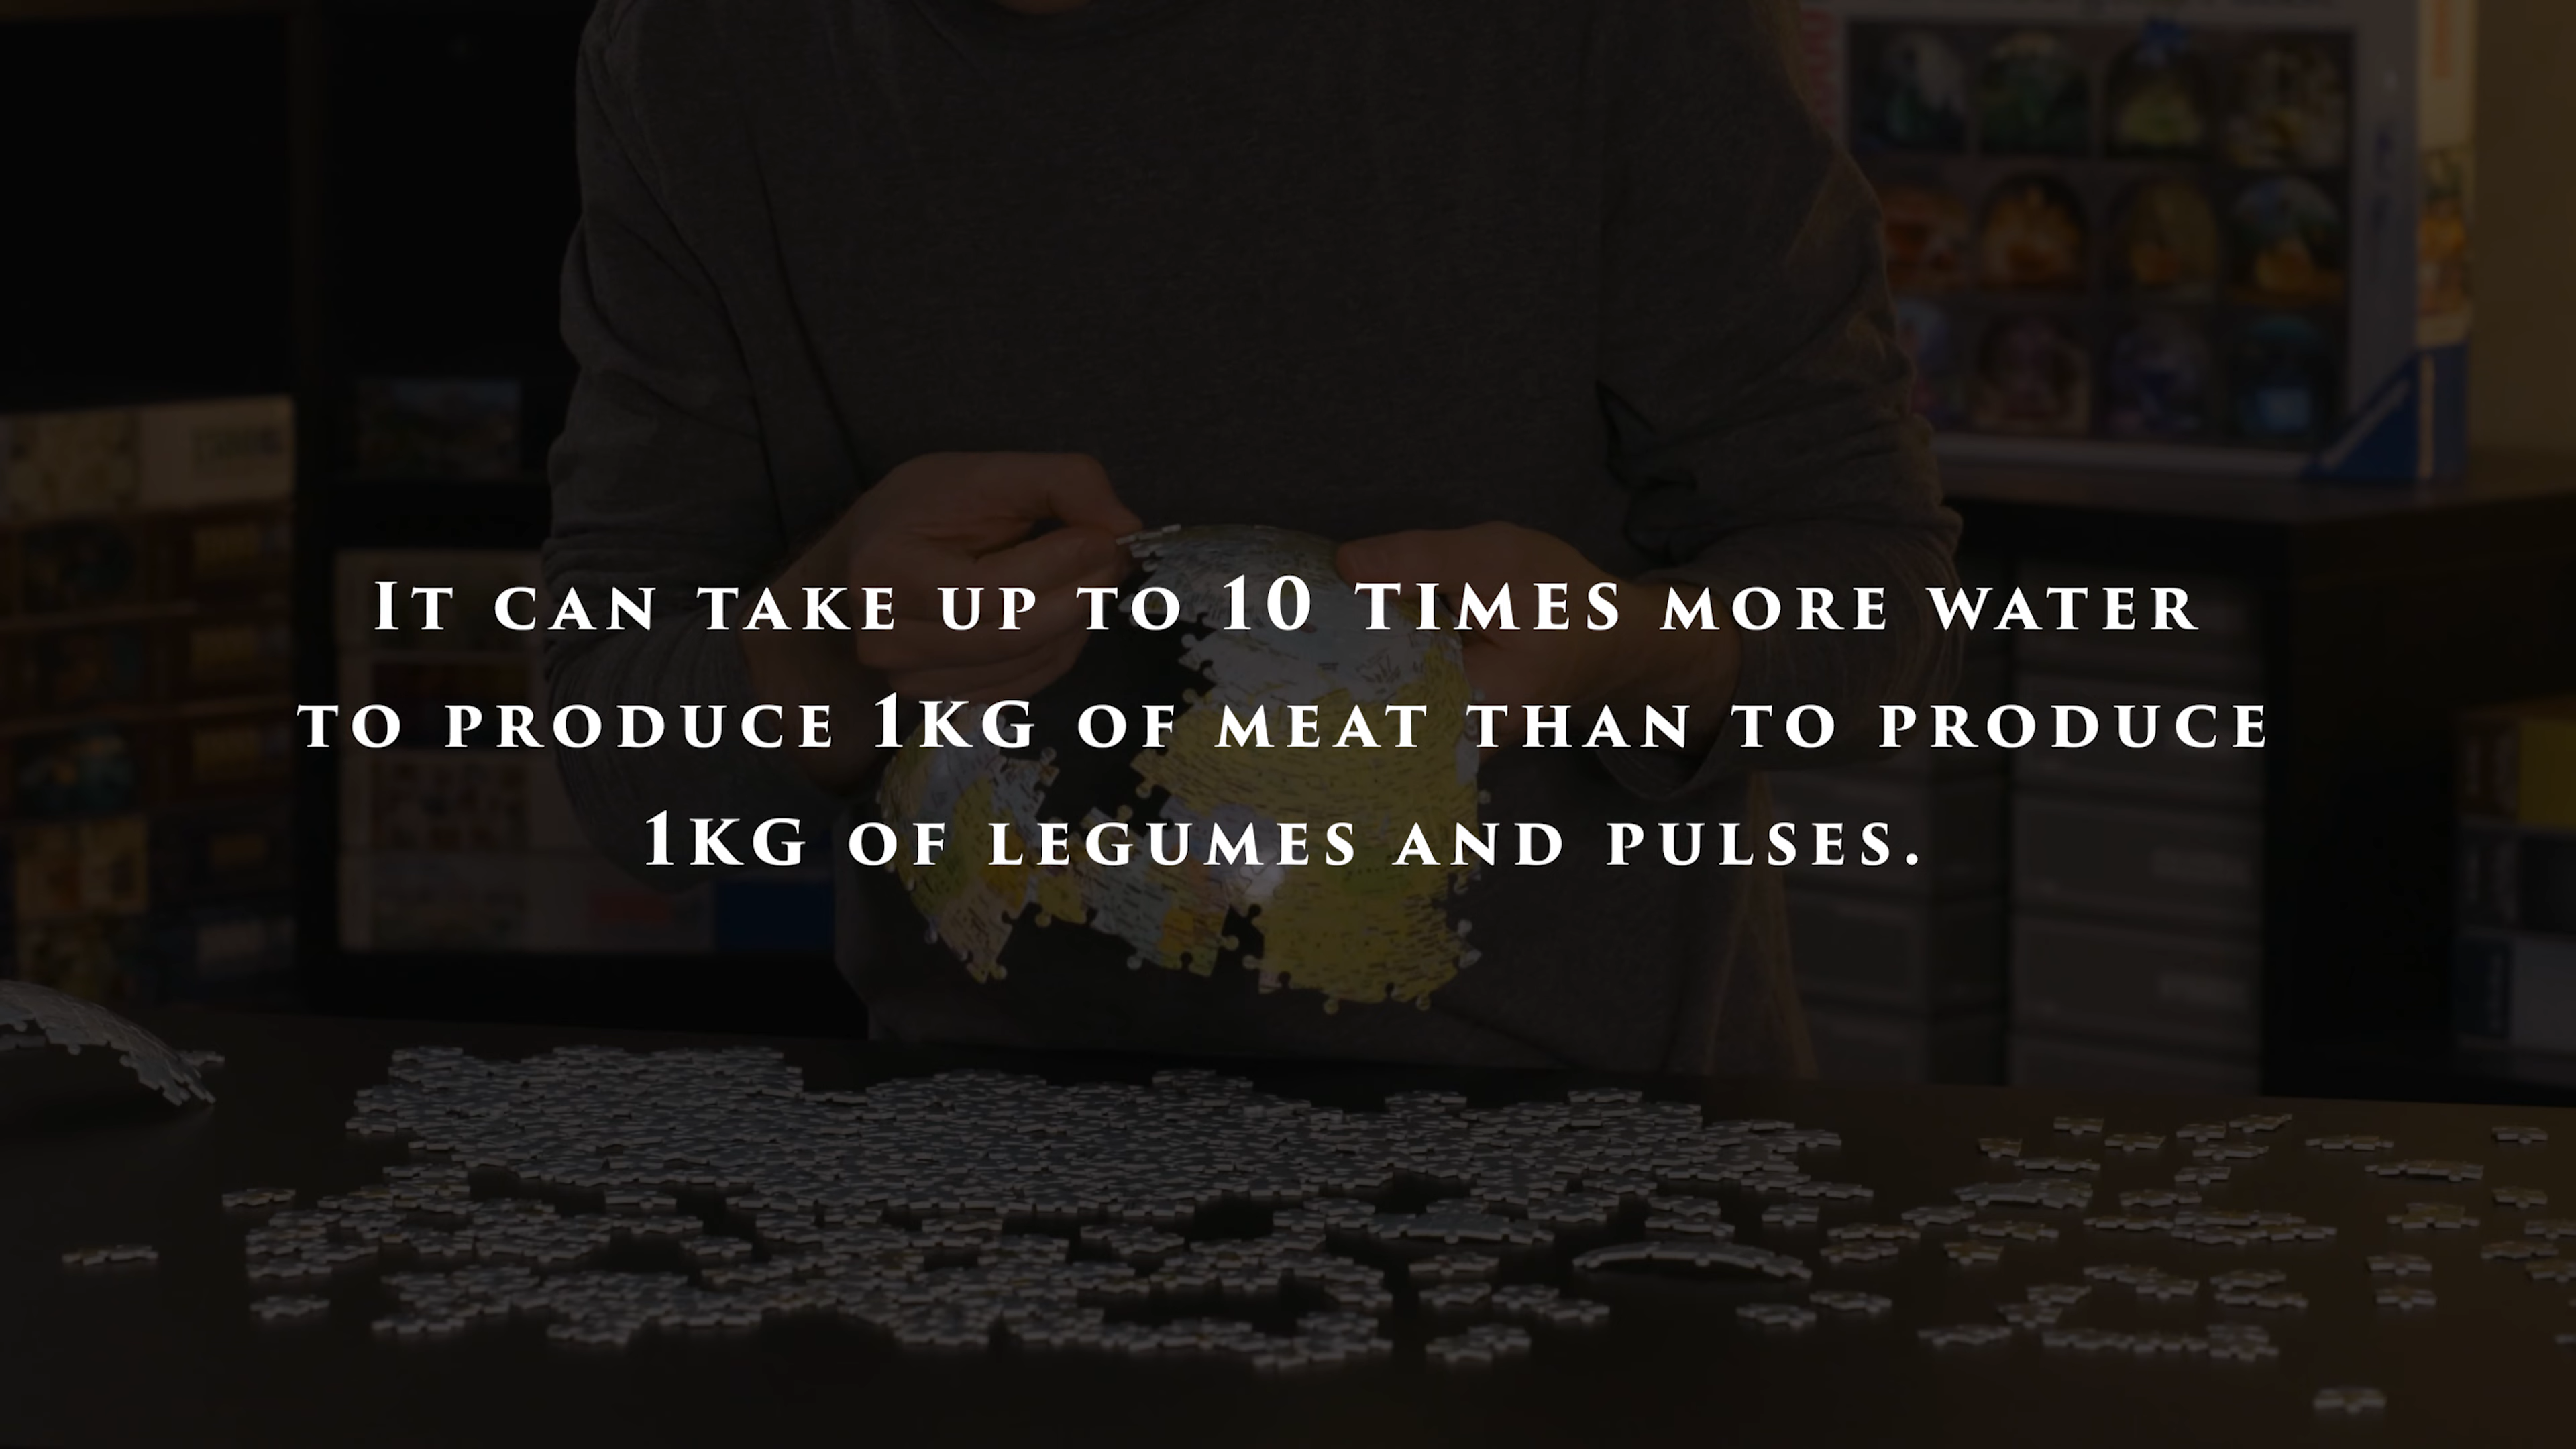 It can take up to 10 TIMES more water
to produce 1kg of meat than to produce
1kg of legumes and pulses.